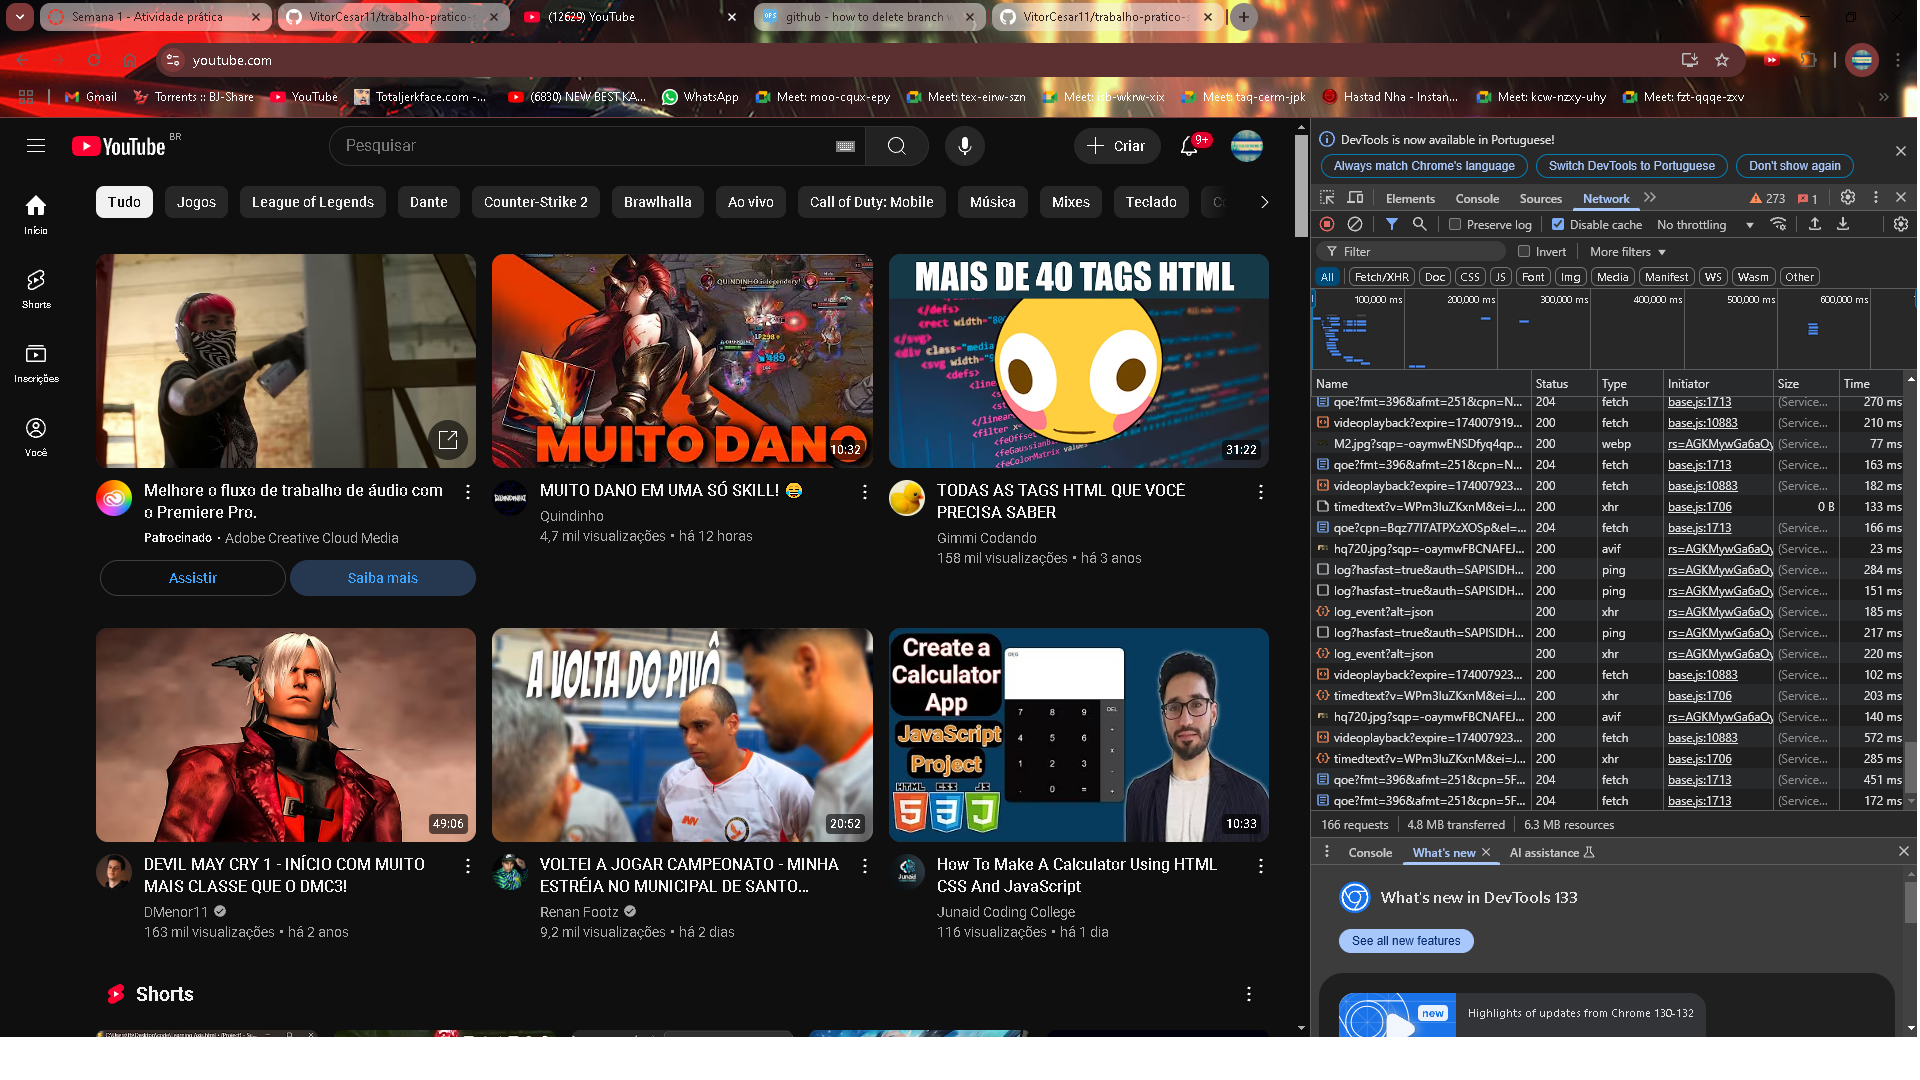 Semana 1 - Atividade prática
VitorCesar11/trabalho-pratico-s
(12629) YouTube
github - how to delete branch w
VitorCesar11/trabalho-pratico-s
youtube.com
Gmail
Torrents :: BJ-Share
YouTube
Totaljerkface.com -...
(6830) NEW BEST KA...
WhatsApp
Meet: moo-cqux-epy
Meet: tex-eirw-szn
Meet: isb-wkrw-xix
Meet: taq-cerm-jpk
Hastad Nha - Instan...
Meet: kcw-nzxy-uhy
Meet: fzt-qqqe-zxv
YouTube BR
Pesquisar
Criar
9+
Início
Shorts
Inscrições
Você
Tudo
Jogos
League of Legends
Dante
Counter-Strike 2
Brawlhalla
Ao vivo
Call of Duty: Mobile
Música
Mixes
Teclado
MUITO DANO
10:32
MAIS DE 40 TAGS HTML
31:22
Melhore o fluxo de trabalho de áudio com
o Premiere Pro.
Patrocinado · Adobe Creative Cloud Media
Assistir
Saiba mais
MUITO DANO EM UMA SÓ SKILL! 😂
Quindinho
4,7 mil visualizações • há 12 horas
TODAS AS TAGS HTML QUE VOCÊ
PRECISA SABER
Gimmi Codando
158 mil visualizações • há 3 anos
49:06
A VOLTA DO PIVÔ
20:52
Create a
Calculator
App
JavaScript
Project
HTML CSS JS
DEG
7 8 9 DEL
4 5 6 +
1 2 3 x
. 0 = +
10:33
DEVIL MAY CRY 1 - INÍCIO COM MUITO
MAIS CLASSE QUE O DMC3!
DMenor11
163 mil visualizações • há 2 anos
VOLTEI A JOGAR CAMPEONATO - MINHA
ESTRÉIA NO MUNICIPAL DE SANTO...
Renan Footz
9,2 mil visualizações • há 2 dias
How To Make A Calculator Using HTML
CSS And JavaScript
Junaid Coding College
116 visualizações • há 1 dia
Shorts
DevTools is now available in Portuguese!
Always match Chrome's language
Switch DevTools to Portuguese
Don't show again
Elements
Console
Sources
Network
273
1
Preserve log
Disable cache
No throttling
Filter
Invert
More filters
All
Fetch/XHR
Doc
CSS
JS
Font
Img
Media
Manifest
WS
Wasm
Other
100,000 ms
200,000 ms
300,000 ms
400,000 ms
500,000 ms
600,000 ms
Name Status Type Initiator Size Time
qoe?fmt=396&afmt=251&cpn=N... 204 fetch base.js:1713 (Service... 270 ms
videoplayback?expire=174007919... 200 fetch base.js:10883 (Service... 210 ms
M2.jpg?sqp=-oaymwENSDfyq4qp... 200 webp rs=AGKMywGa6aOy (Service... 77 ms
qoe?fmt=396&afmt=251&cpn=N... 204 fetch base.js:1713 (Service... 163 ms
videoplayback?expire=174007923... 200 fetch base.js:10883 (Service... 182 ms
timedtext?v=WPm3IuZKxnM&ei=J... 200 xhr base.js:1706 0 B 133 ms
qoe?cpn=Bqz77I7ATPXzXOSp&el=... 204 fetch base.js:1713 (Service... 166 ms
hq720.jpg?sqp=-oaymwFBCNAFEJ... 200 avif rs=AGKMywGa6aOy (Service... 23 ms
log?hasfast=true&auth=SAPISIDH... 200 ping rs=AGKMywGa6aOy (Service... 284 ms
log?hasfast=true&auth=SAPISIDH... 200 ping rs=AGKMywGa6aOy (Service... 151 ms
log_event?alt=json 200 xhr rs=AGKMywGa6aOy (Service... 185 ms
log?hasfast=true&auth=SAPISIDH... 200 ping rs=AGKMywGa6aOy (Service... 217 ms
log_event?alt=json 200 xhr rs=AGKMywGa6aOy (Service... 220 ms
videoplayback?expire=174007923... 200 fetch base.js:10883 (Service... 102 ms
timedtext?v=WPm3IuZKxnM&ei=J... 200 xhr base.js:1706 (Service... 203 ms
hq720.jpg?sqp=-oaymwFBCNAFEJ... 200 avif rs=AGKMywGa6aOy (Service... 140 ms
videoplayback?expire=174007923... 200 fetch base.js:10883 (Service... 572 ms
timedtext?v=WPm3IuZKxnM&ei=J... 200 xhr base.js:1706 (Service... 285 ms
qoe?fmt=396&afmt=251&cpn=5F... 204 fetch base.js:1713 (Service... 451 ms
qoe?fmt=396&afmt=251&cpn=5F... 204 fetch base.js:1713 (Service... 172 ms
166 requests
4.8 MB transferred
6.3 MB resources
Console
What's new
AI assistance
What's new in DevTools 133
See all new features
new
Highlights of updates from Chrome 130-132